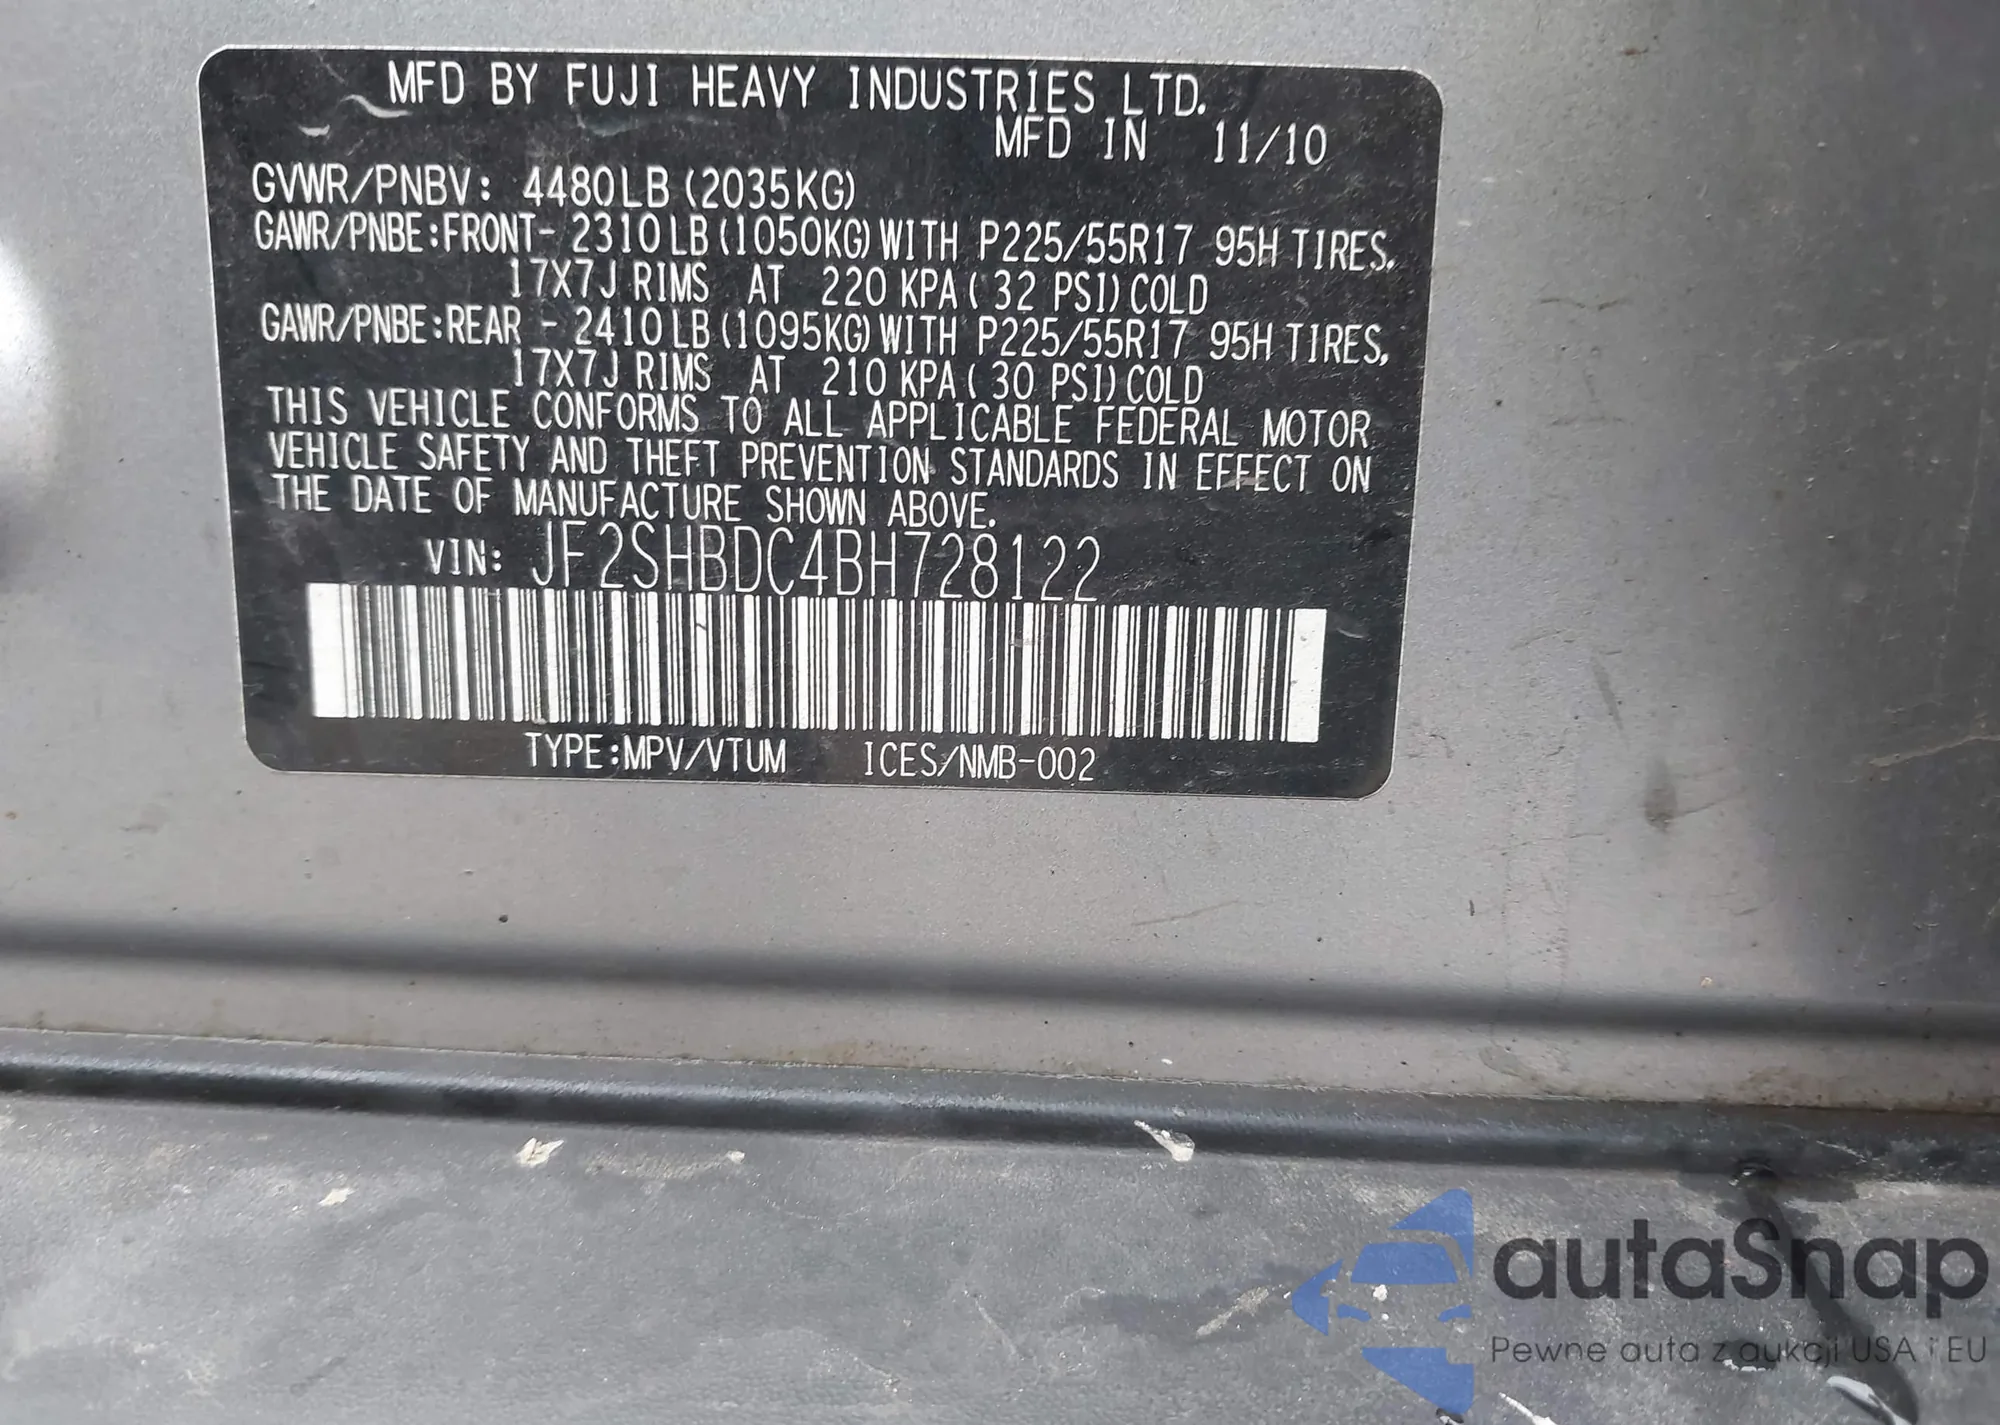 MFD BY FUJI HEAVY INDUSTRIES LTD.
MFD IN 11/10
GVWR/PNBV: 4480LB (2035KG)
GAWR/PNBE:FRONT- 2310LB (1050KG) WITH P225/55R17 95H TIRES,
17X7J RIMS AT 220 KPA ( 32 PSI) COLD
GAWR/PNBE:REAR - 2410LB (1095KG) WITH P225/55R17 95H TIRES,
17X7J RIMS AT 210 KPA ( 30 PSI) COLD
THIS VEHICLE CONFORMS TO ALL APPLICABLE FEDERAL MOTOR
VEHICLE SAFETY AND THEFT PREVENTION STANDARDS IN EFFECT ON
THE DATE OF MANUFACTURE SHOWN ABOVE.
VIN: JF2SHBDC4BH728122
TYPE:MPV/VTUM ICES/NMB-002
autaSnap
Pewne auta z aukcji USA i EU